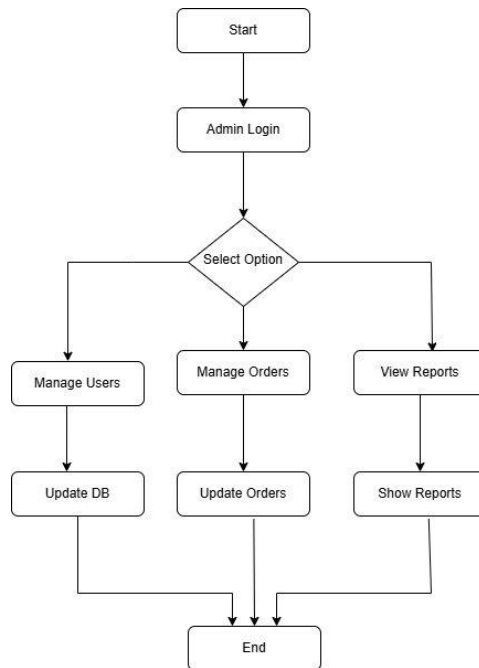 Start
Admin Login
Select Option
Manage Users
Manage Orders
View Reports
Update DB
Update Orders
Show Reports
End